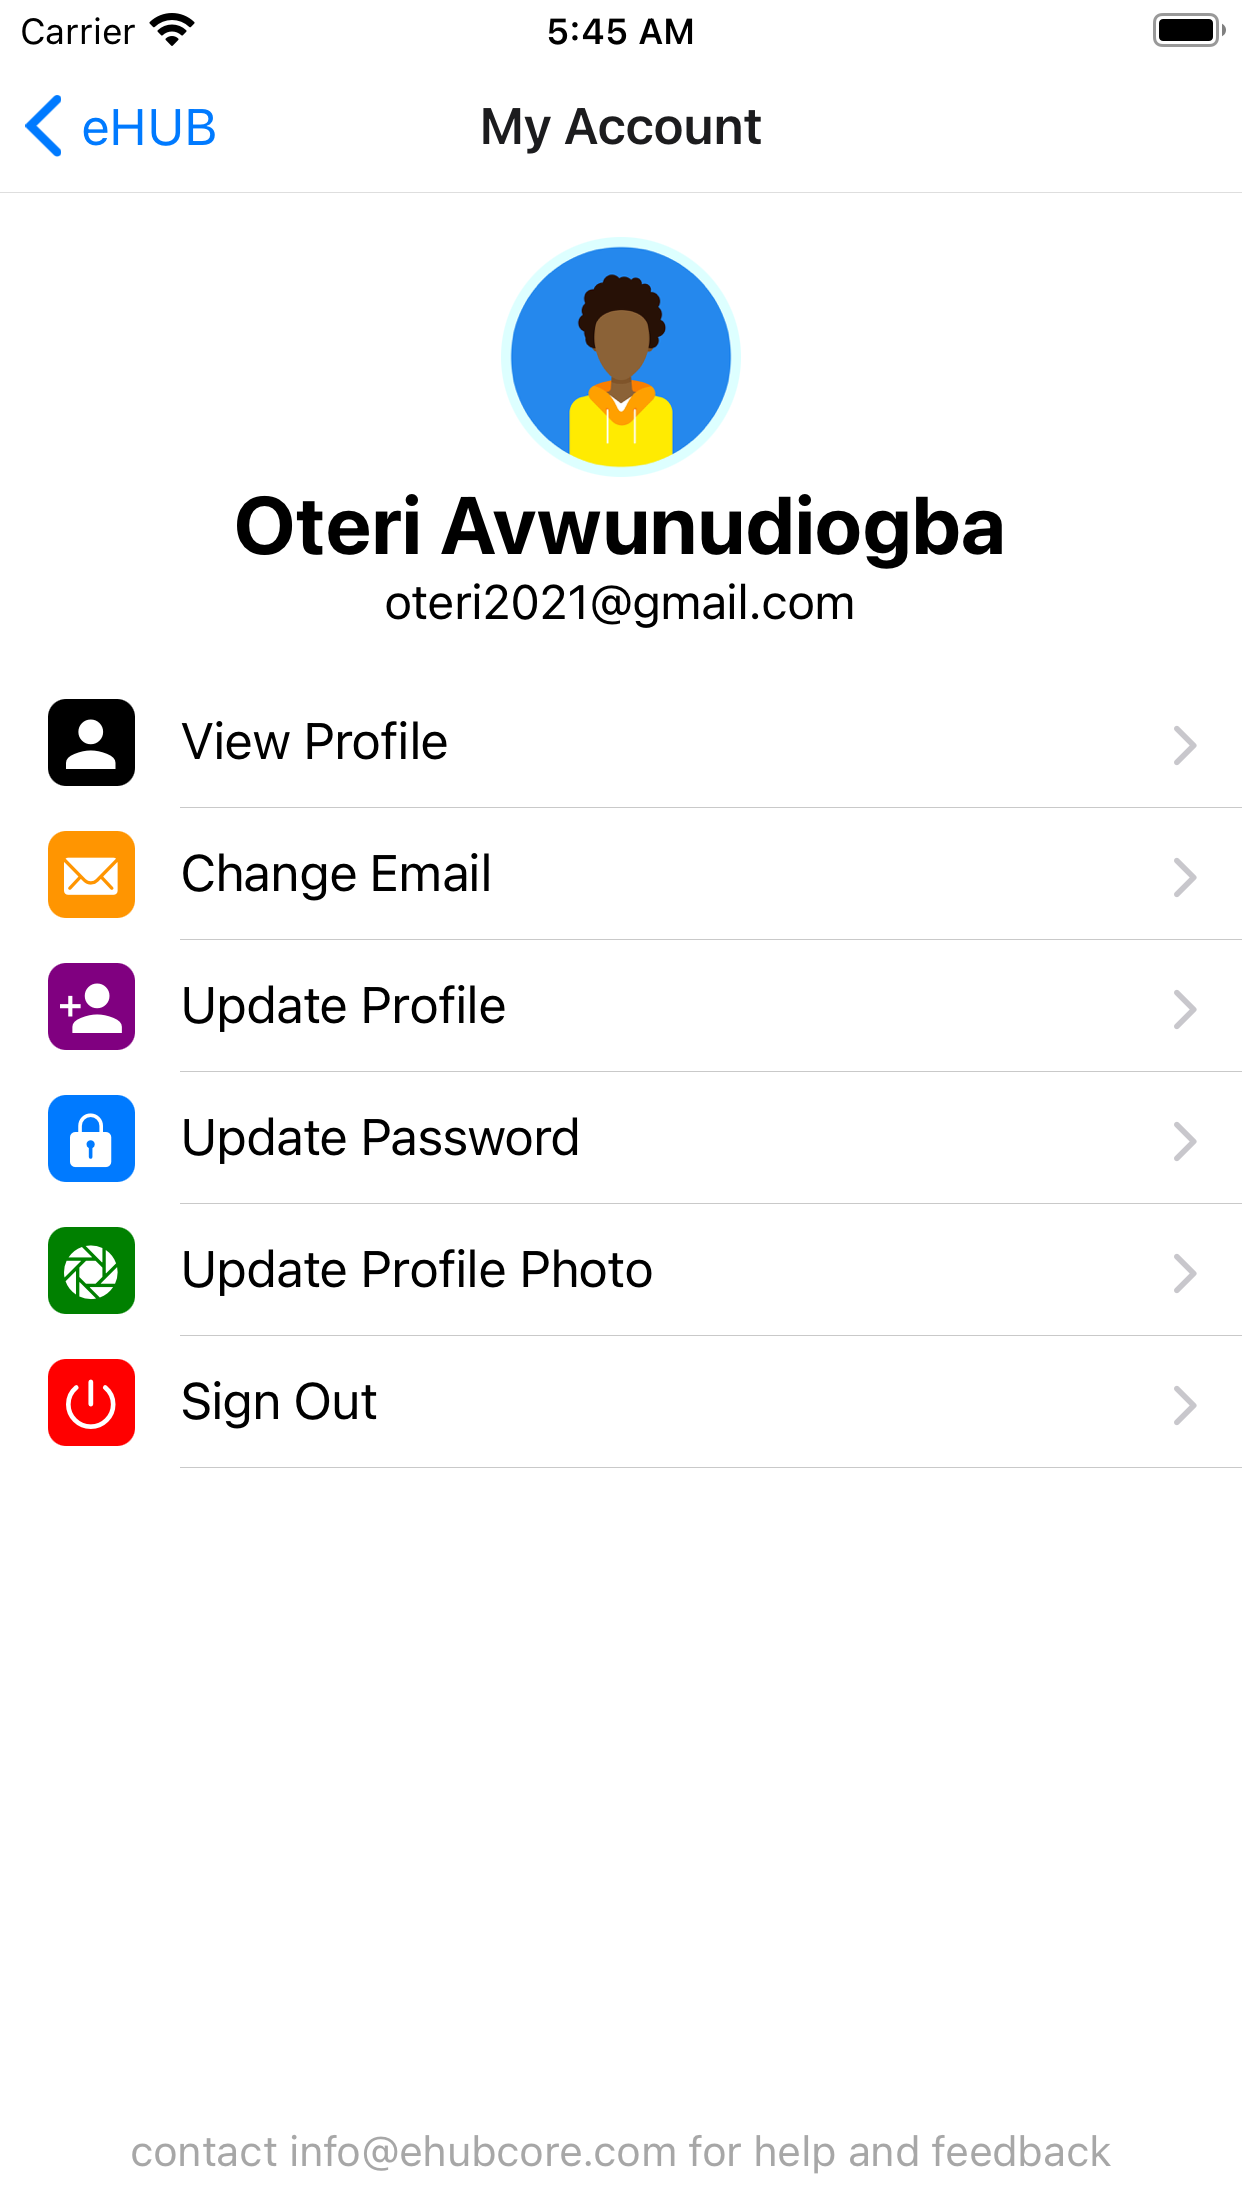 Carrier 5:45 AM
eHUB My Account
Oteri Avwunudiogba
oteri2021@gmail.com
View Profile
Change Email
Update Profile
Update Password
Update Profile Photo
Sign Out
contact info@ehubcore.com for help and feedback